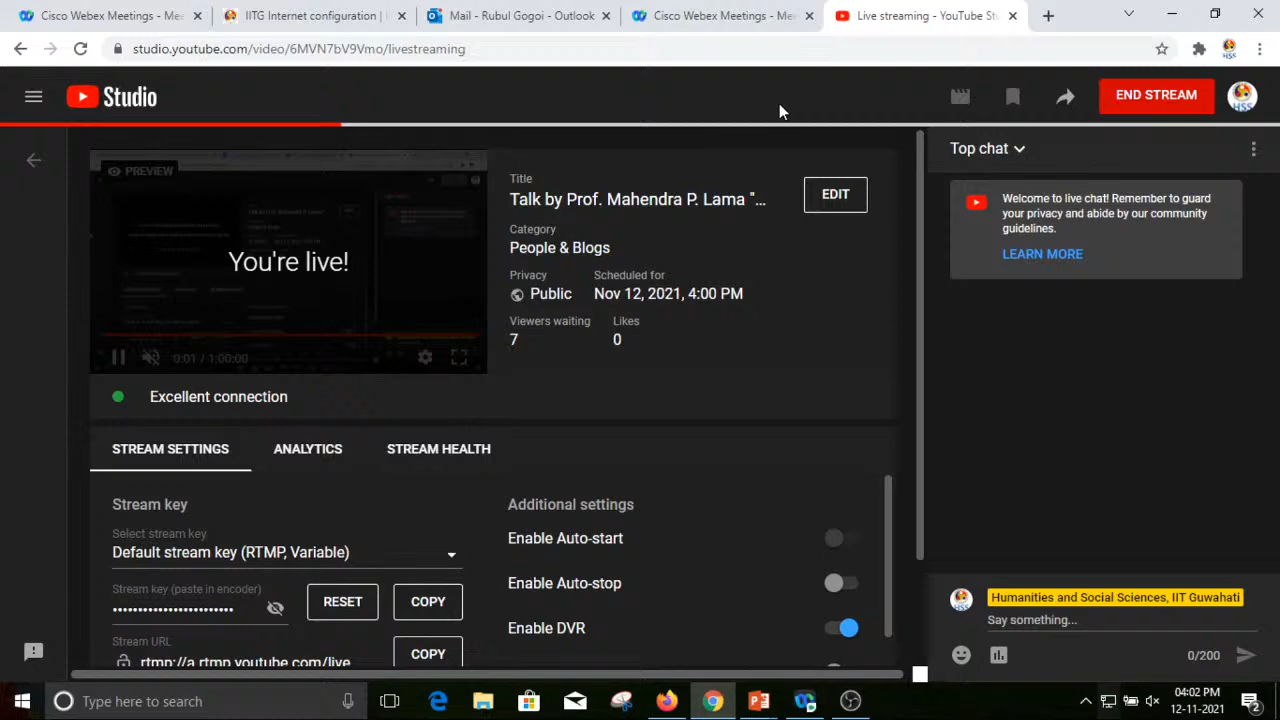 Cisco Webex Meetings - Mee
IITG Internet configuration |
Mail - Rubul Gogoi - Outlook
Cisco Webex Meetings - Mee
Live streaming - YouTube Stu
studio.youtube.com/video/6MVN7bV9Vmo/livestreaming
Studio
END STREAM
HSS
PREVIEW
You're live!
0:01 / 1:00:00
Title
Talk by Prof. Mahendra P. Lama "...
EDIT
Category
People & Blogs
Privacy
Public
Scheduled for
Nov 12, 2021, 4:00 PM
Viewers waiting
7
Likes
0
Excellent connection
STREAM SETTINGS
ANALYTICS
STREAM HEALTH
Stream key
Select stream key
Default stream key (RTMP, Variable)
Stream key (paste in encoder)
RESET
COPY
Stream URL
rtmp://a.rtmp.youtube.com/live
COPY
Additional settings
Enable Auto-start
Enable Auto-stop
Enable DVR
Top chat
Welcome to live chat! Remember to guard
your privacy and abide by our community
guidelines.
LEARN MORE
Humanities and Social Sciences, IIT Guwahati
Say something...
0/200
Type here to search
04:02 PM
12-11-2021
2